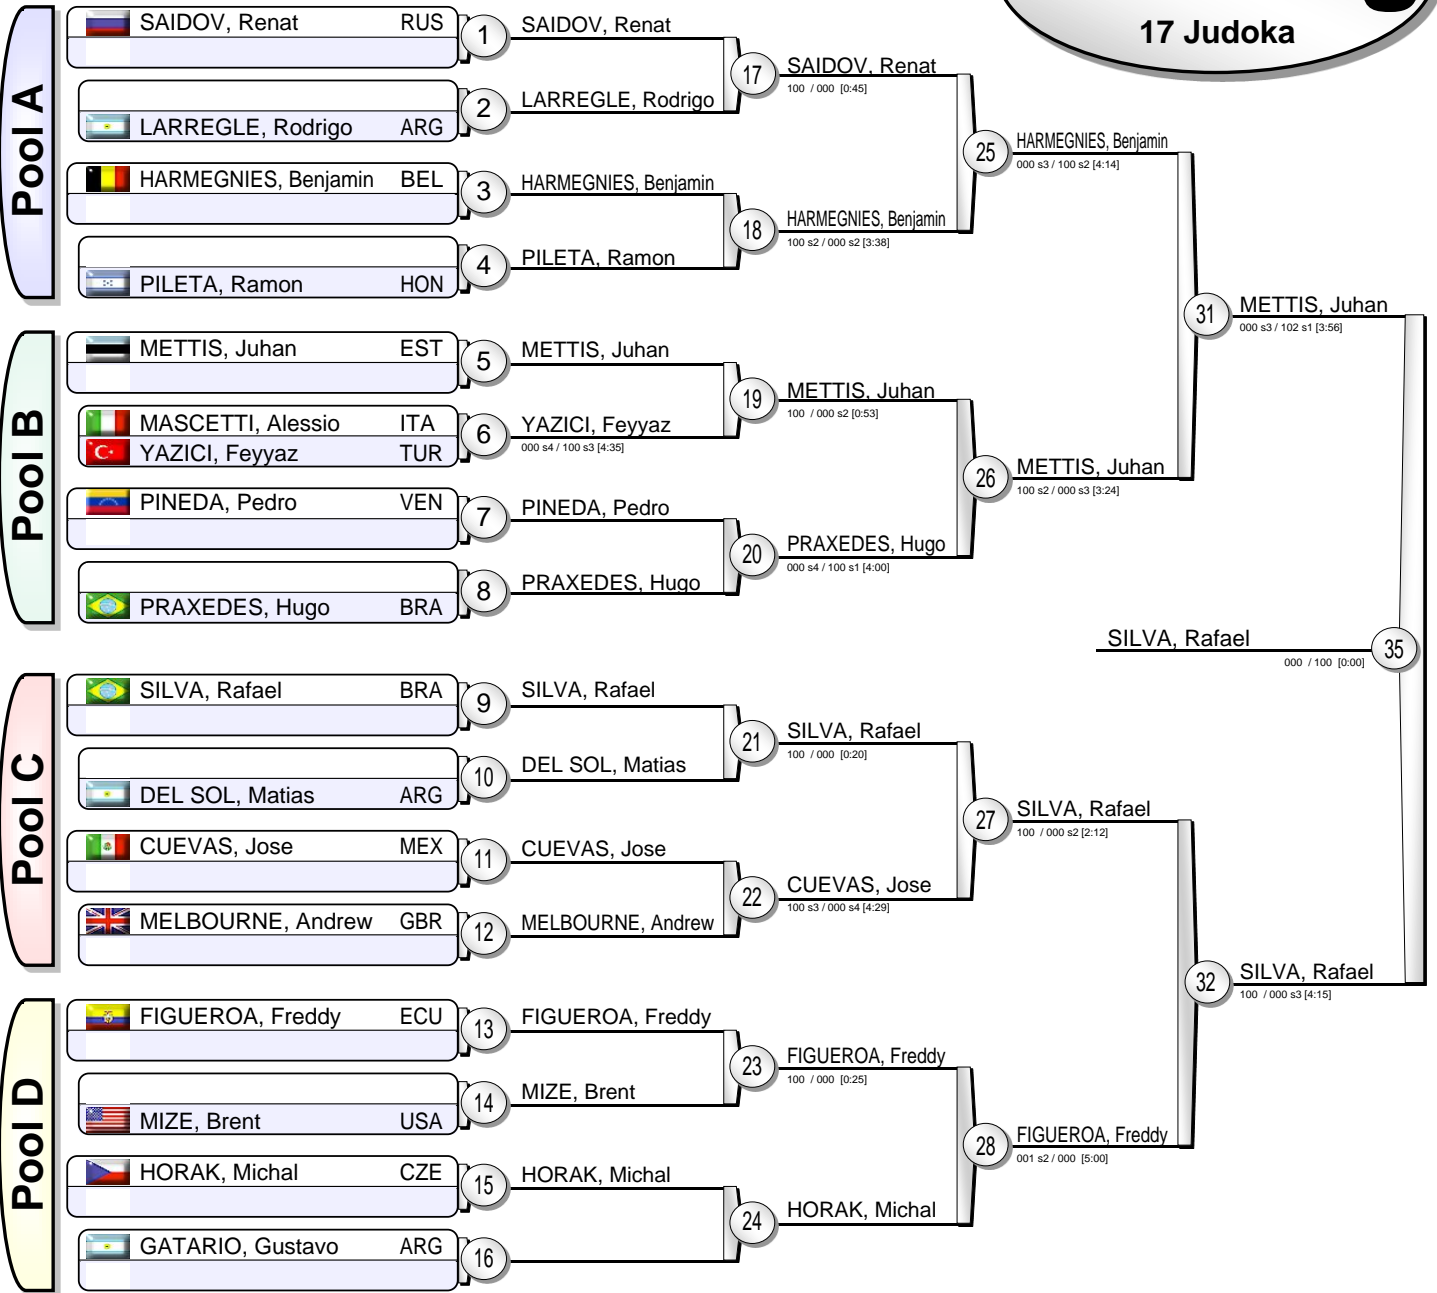 17 Judoka
Pool A
SAIDOV, Renat RUS
1
SAIDOV, Renat
17
SAIDOV, Renat
100 / 000 [0:45]
2
LARREGLE, Rodrigo
LARREGLE, Rodrigo ARG
25
HARMEGNIES, Benjamin
000 s3 / 100 s2 [4:14]
HARMEGNIES, Benjamin BEL
3
HARMEGNIES, Benjamin
18
HARMEGNIES, Benjamin
100 s2 / 000 s2 [3:38]
4
PILETA, Ramon
PILETA, Ramon HON
31
METTIS, Juhan
000 s3 / 102 s1 [3:56]
Pool B
METTIS, Juhan EST
5
METTIS, Juhan
19
METTIS, Juhan
100 / 000 s2 [0:53]
MASCETTI, Alessio ITA
YAZICI, Feyyaz TUR
6
YAZICI, Feyyaz
000 s4 / 100 s3 [4:35]
26
METTIS, Juhan
100 s2 / 000 s3 [3:24]
PINEDA, Pedro VEN
7
PINEDA, Pedro
20
PRAXEDES, Hugo
000 s4 / 100 s1 [4:00]
8
PRAXEDES, Hugo
PRAXEDES, Hugo BRA
SILVA, Rafael
000 / 100 [0:00]
35
Pool C
SILVA, Rafael BRA
9
SILVA, Rafael
21
SILVA, Rafael
100 / 000 [0:20]
10
DEL SOL, Matias
DEL SOL, Matias ARG
27
SILVA, Rafael
100 / 000 s2 [2:12]
CUEVAS, Jose MEX
11
CUEVAS, Jose
22
CUEVAS, Jose
100 s3 / 000 s4 [4:29]
MELBOURNE, Andrew GBR
12
MELBOURNE, Andrew
32
SILVA, Rafael
100 / 000 s3 [4:15]
Pool D
FIGUEROA, Freddy ECU
13
FIGUEROA, Freddy
23
FIGUEROA, Freddy
100 / 000 [0:25]
14
MIZE, Brent
MIZE, Brent USA
28
FIGUEROA, Freddy
001 s2 / 000 [5:00]
HORAK, Michal CZE
15
HORAK, Michal
24
HORAK, Michal
GATARIO, Gustavo ARG
16